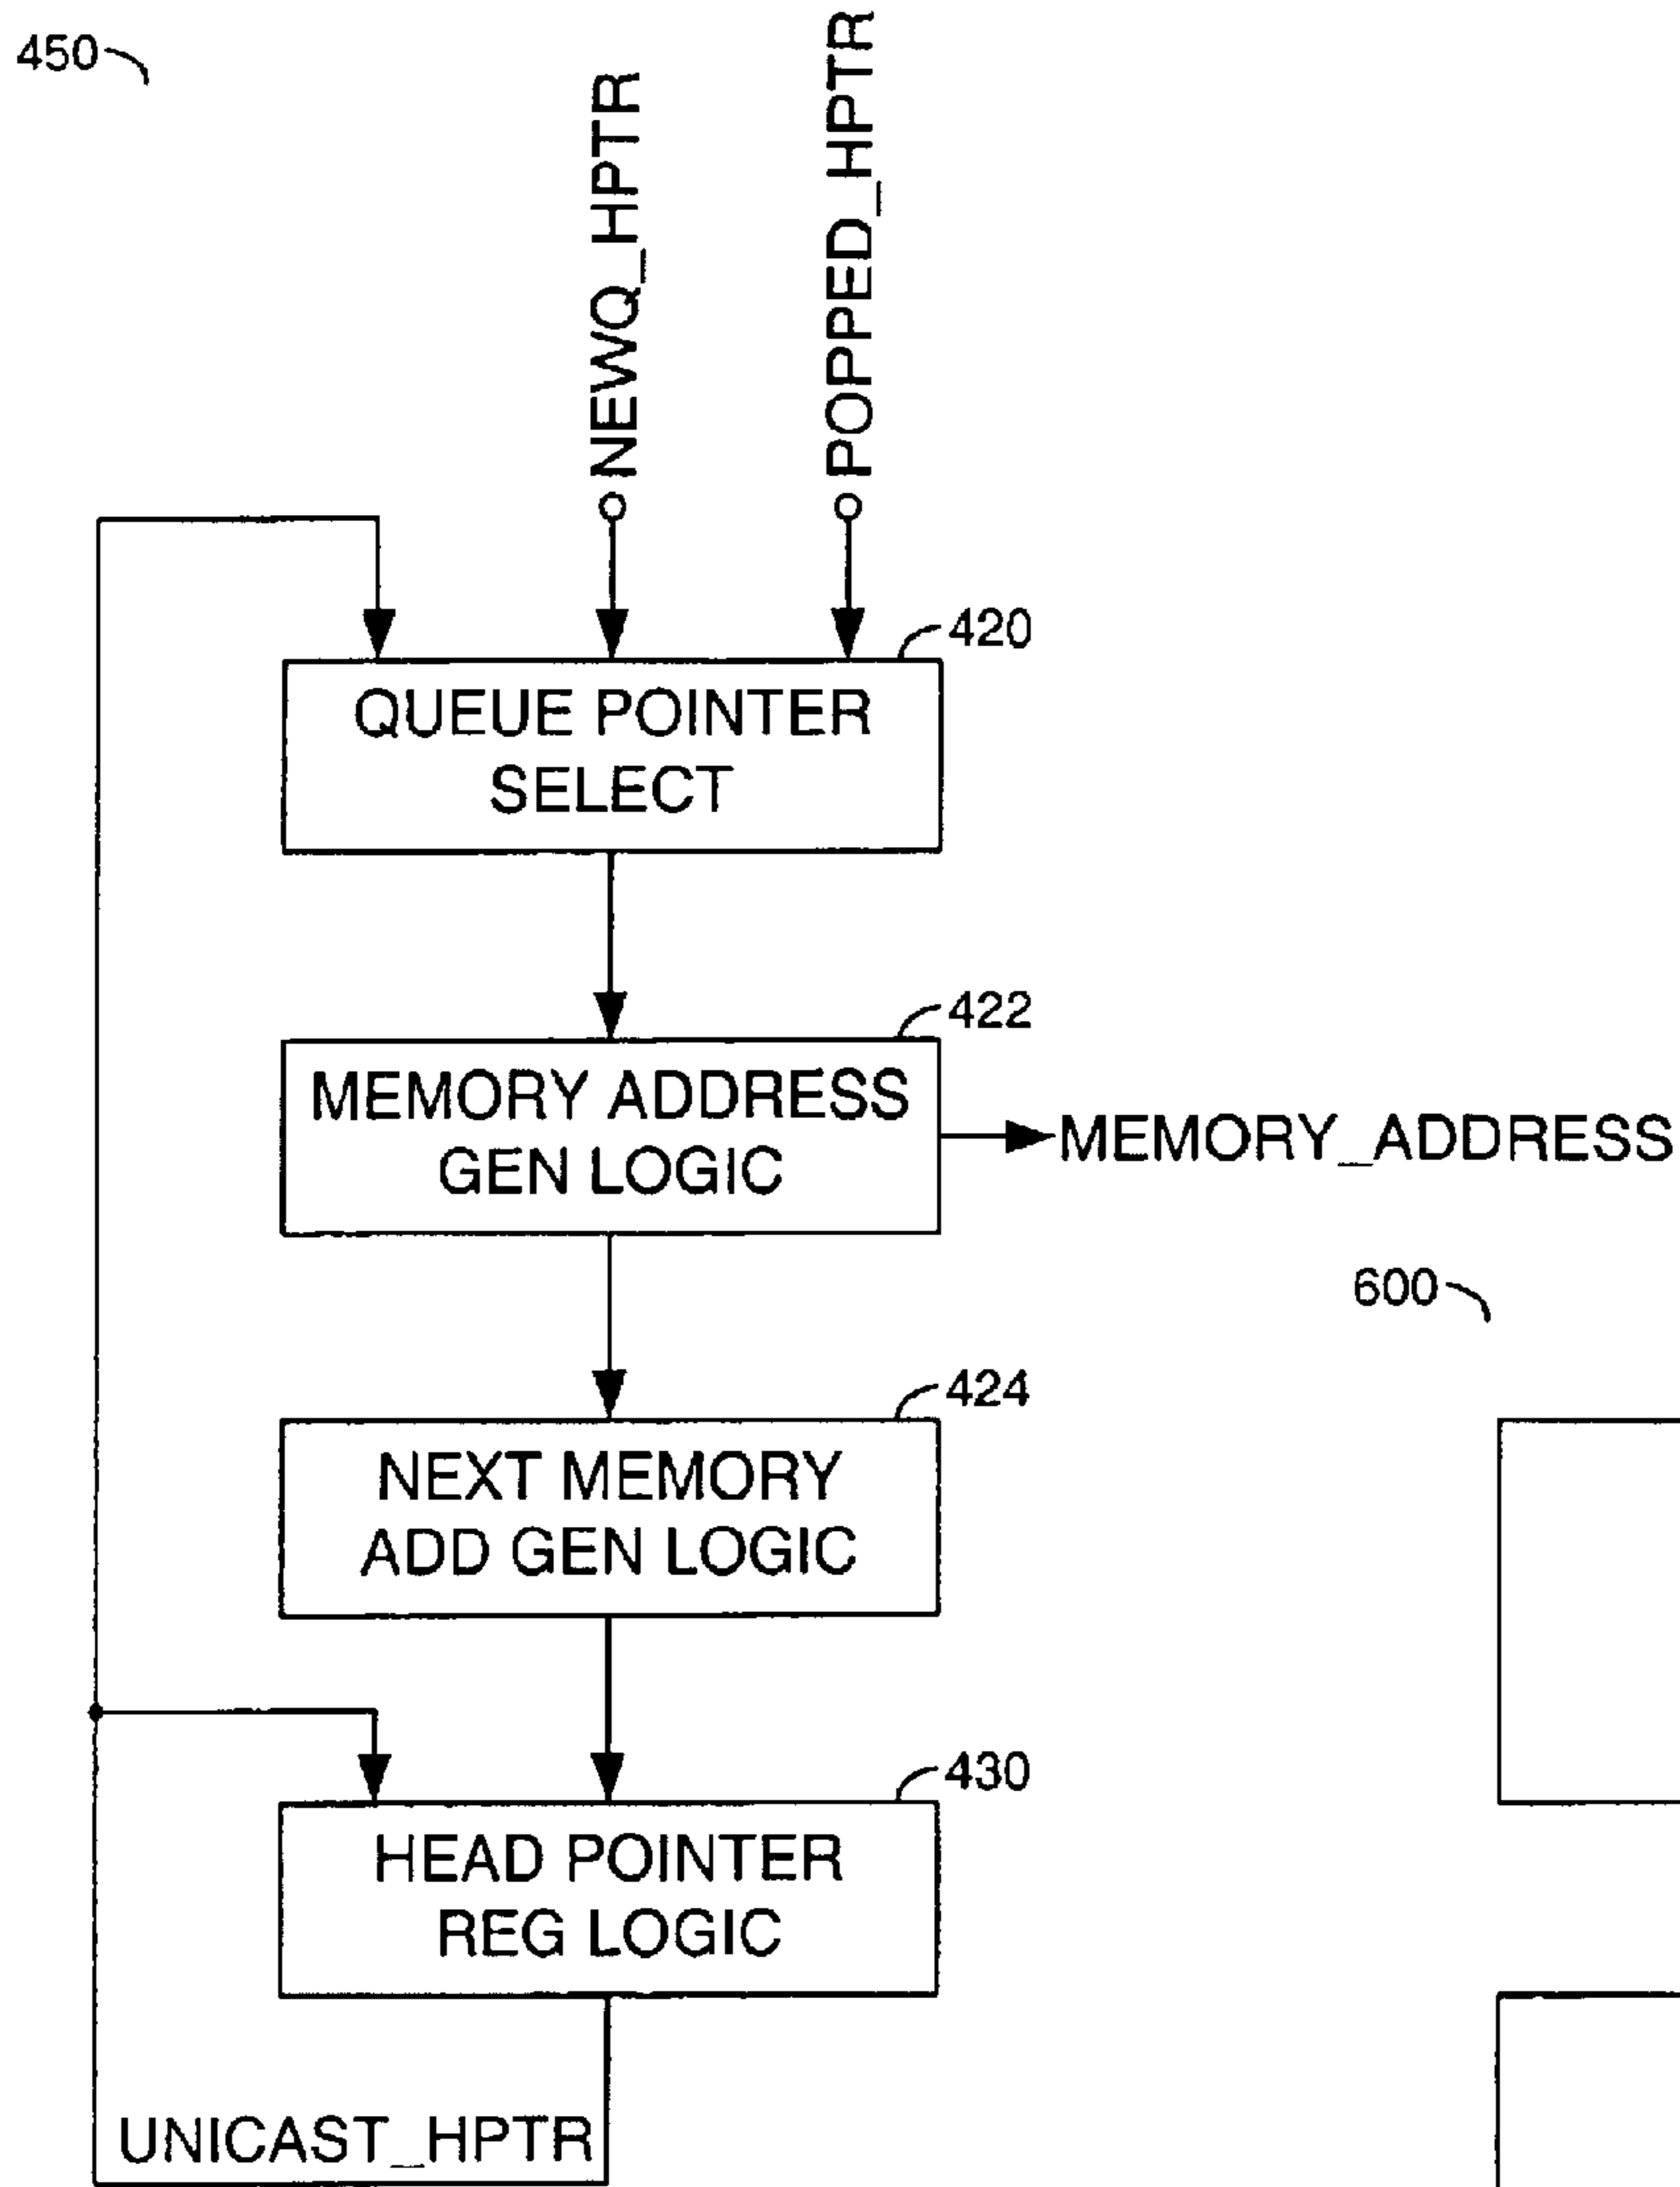 450
NEWQ_HPTR
POPPED_HPTR
420
QUEUE POINTER
SELECT
422
MEMORY ADDRESS
GEN LOGIC
MEMORY_ADDRESS
600
424
NEXT MEMORY
ADD GEN LOGIC
430
HEAD POINTER
REG LOGIC
UNICAST_HPTR